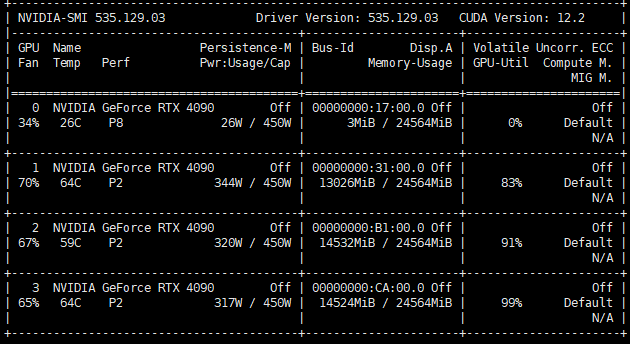 NVIDIA-SMI 535.129.03 Driver Version: 535.129.03 CUDA Version: 12.2
GPU Name Persistence-M | Bus-Id Disp.A | Volatile Uncorr. ECC
Fan Temp Perf Pwr:Usage/Cap | Memory-Usage | GPU-Util Compute M.
MIG M.
0 NVIDIA GeForce RTX 4090 Off | 00000000:17:00.0 Off | Off
34% 26C P8 26W / 450W | 3MiB / 24564MiB | 0% Default
N/A
1 NVIDIA GeForce RTX 4090 Off | 00000000:31:00.0 Off | Off
70% 64C P2 344W / 450W | 13026MiB / 24564MiB | 83% Default
N/A
2 NVIDIA GeForce RTX 4090 Off | 00000000:B1:00.0 Off | Off
67% 59C P2 320W / 450W | 14532MiB / 24564MiB | 91% Default
N/A
3 NVIDIA GeForce RTX 4090 Off | 00000000:CA:00.0 Off | Off
65% 64C P2 317W / 450W | 14524MiB / 24564MiB | 99% Default
N/A